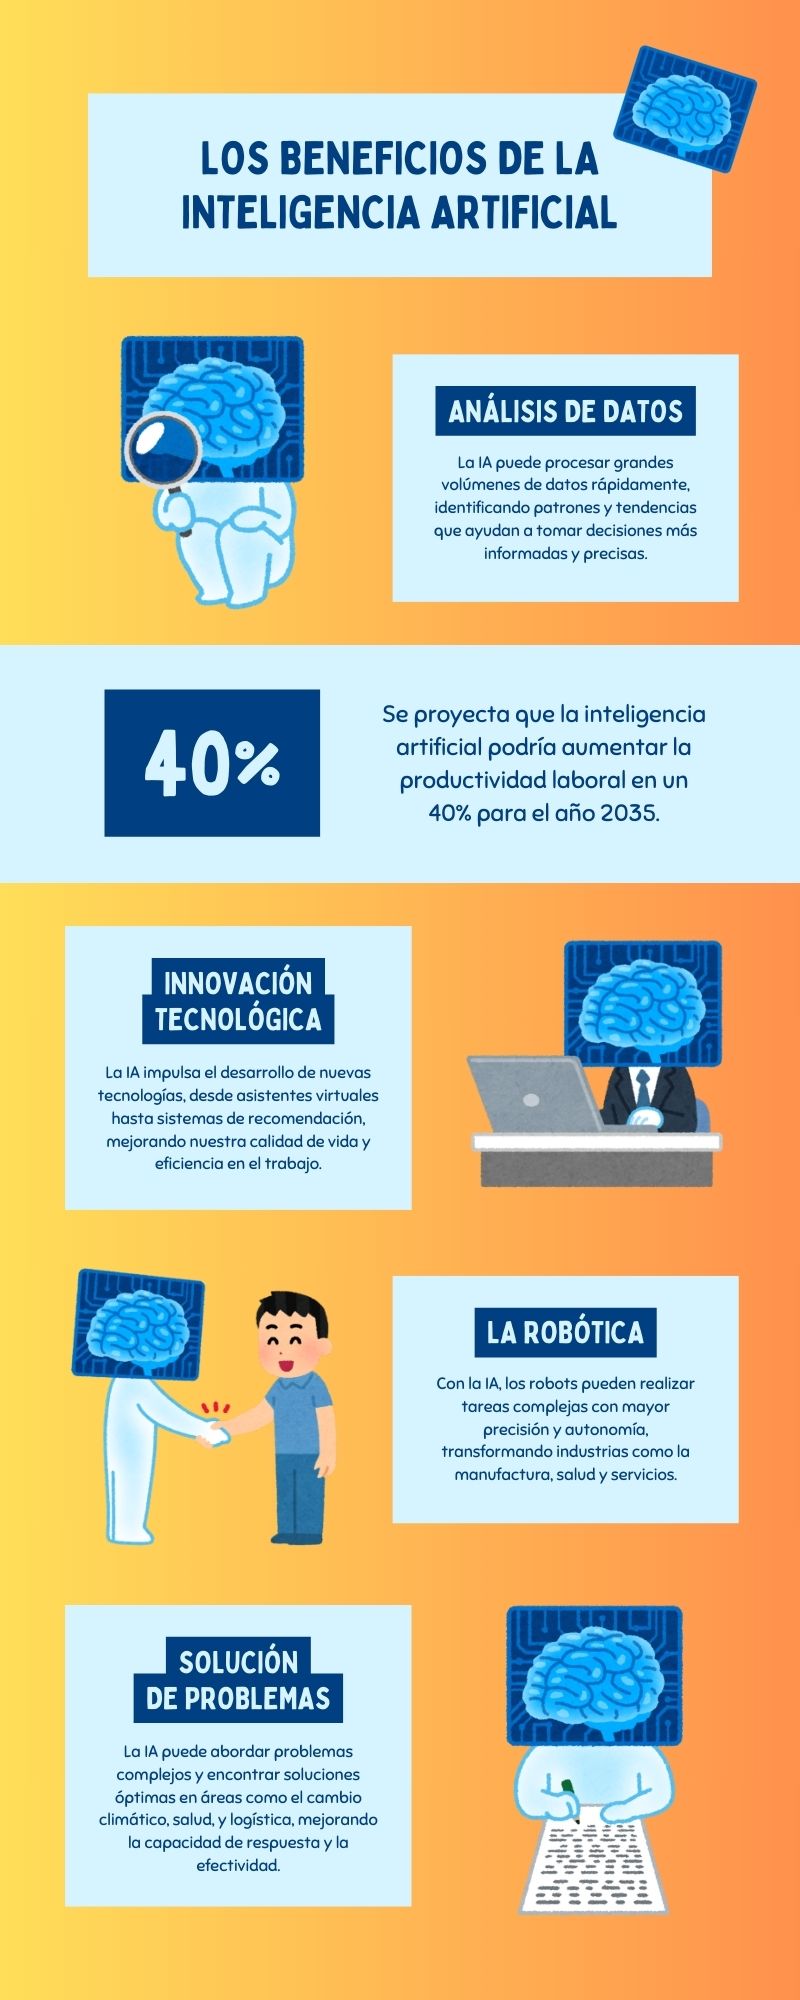 LOS BENEFICIOS DE LA
INTELIGENCIA ARTIFICIAL
ANÁLISIS DE DATOS
La IA puede procesar grandes
volúmenes de datos rápidamente,
identificando patrones y tendencias
que ayudan a tomar decisiones más
informadas y precisas.
40%
Se proyecta que la inteligencia
artificial podría aumentar la
productividad laboral en un
40% para el año 2035.
INNOVACIÓN
TECNOLÓGICA
La IA impulsa el desarrollo de nuevas
tecnologías, desde asistentes virtuales
hasta sistemas de recomendación,
mejorando nuestra calidad de vida y
eficiencia en el trabajo.
LA ROBÓTICA
Con la IA, los robots pueden realizar
tareas complejas con mayor
precisión y autonomía,
transformando industrias como la
manufactura, salud y servicios.
SOLUCIÓN
DE PROBLEMAS
La IA puede abordar problemas
complejos y encontrar soluciones
óptimas en áreas como el cambio
climático, salud, y logística, mejorando
la capacidad de respuesta y la
efectividad.